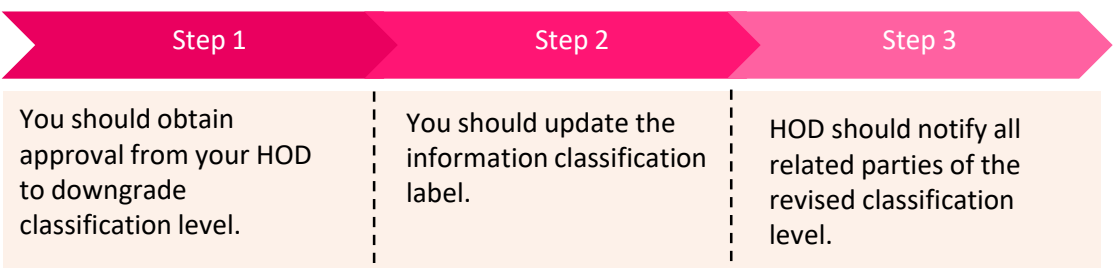 Step 1
Step 2
Step 3
You should obtain
approval from your HOD
to downgrade
classification level.
You should update the
information classification
label.
HOD should notify all
related parties of the
revised classification
level.